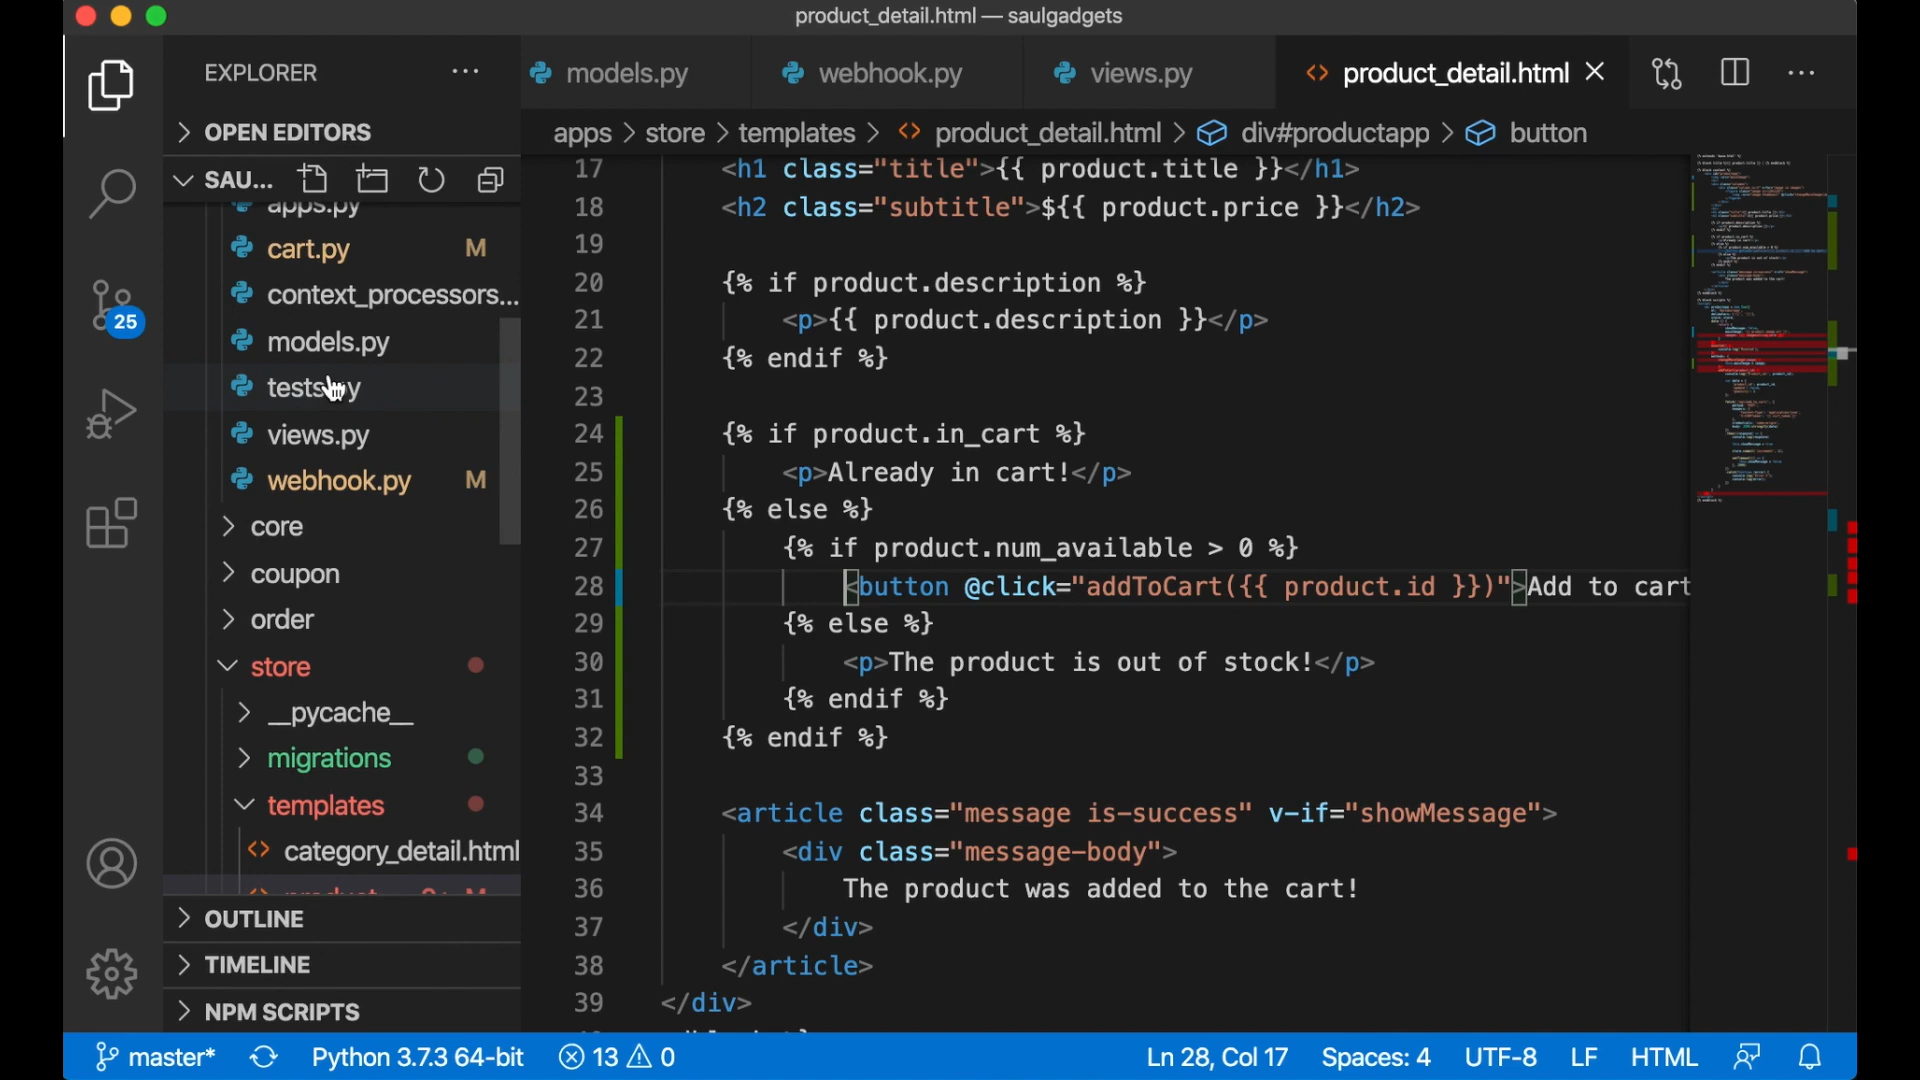 product_detail.html — saulgadgets
EXPLORER
models.py
webhook.py
views.py
product_detail.html
OPEN EDITORS
apps > store > templates > product_detail.html > div#productapp > button
SAU...
apps.py
cart.py M
context_processors...
models.py
tests.py
views.py
webhook.py M
core
coupon
order
store
__pycache__
migrations
templates
category_detail.html
OUTLINE
TIMELINE
NPM SCRIPTS
25
17 <h1 class="title">{{ product.title }}</h1>
18 <h2 class="subtitle">${{ product.price }}</h2>
19
20 {% if product.description %}
21 <p>{{ product.description }}</p>
22 {% endif %}
23
24 {% if product.in_cart %}
25 <p>Already in cart!</p>
26 {% else %}
27 {% if product.num_available > 0 %}
28 <button @click="addToCart({{ product.id }})">Add to cart
29 {% else %}
30 <p>The product is out of stock!</p>
31 {% endif %}
32 {% endif %}
33
34 <article class="message is-success" v-if="showMessage">
35 <div class="message-body">
36 The product was added to the cart!
37 </div>
38 </article>
39 </div>
master* Python 3.7.3 64-bit 13 0 Ln 28, Col 17 Spaces: 4 UTF-8 LF HTML